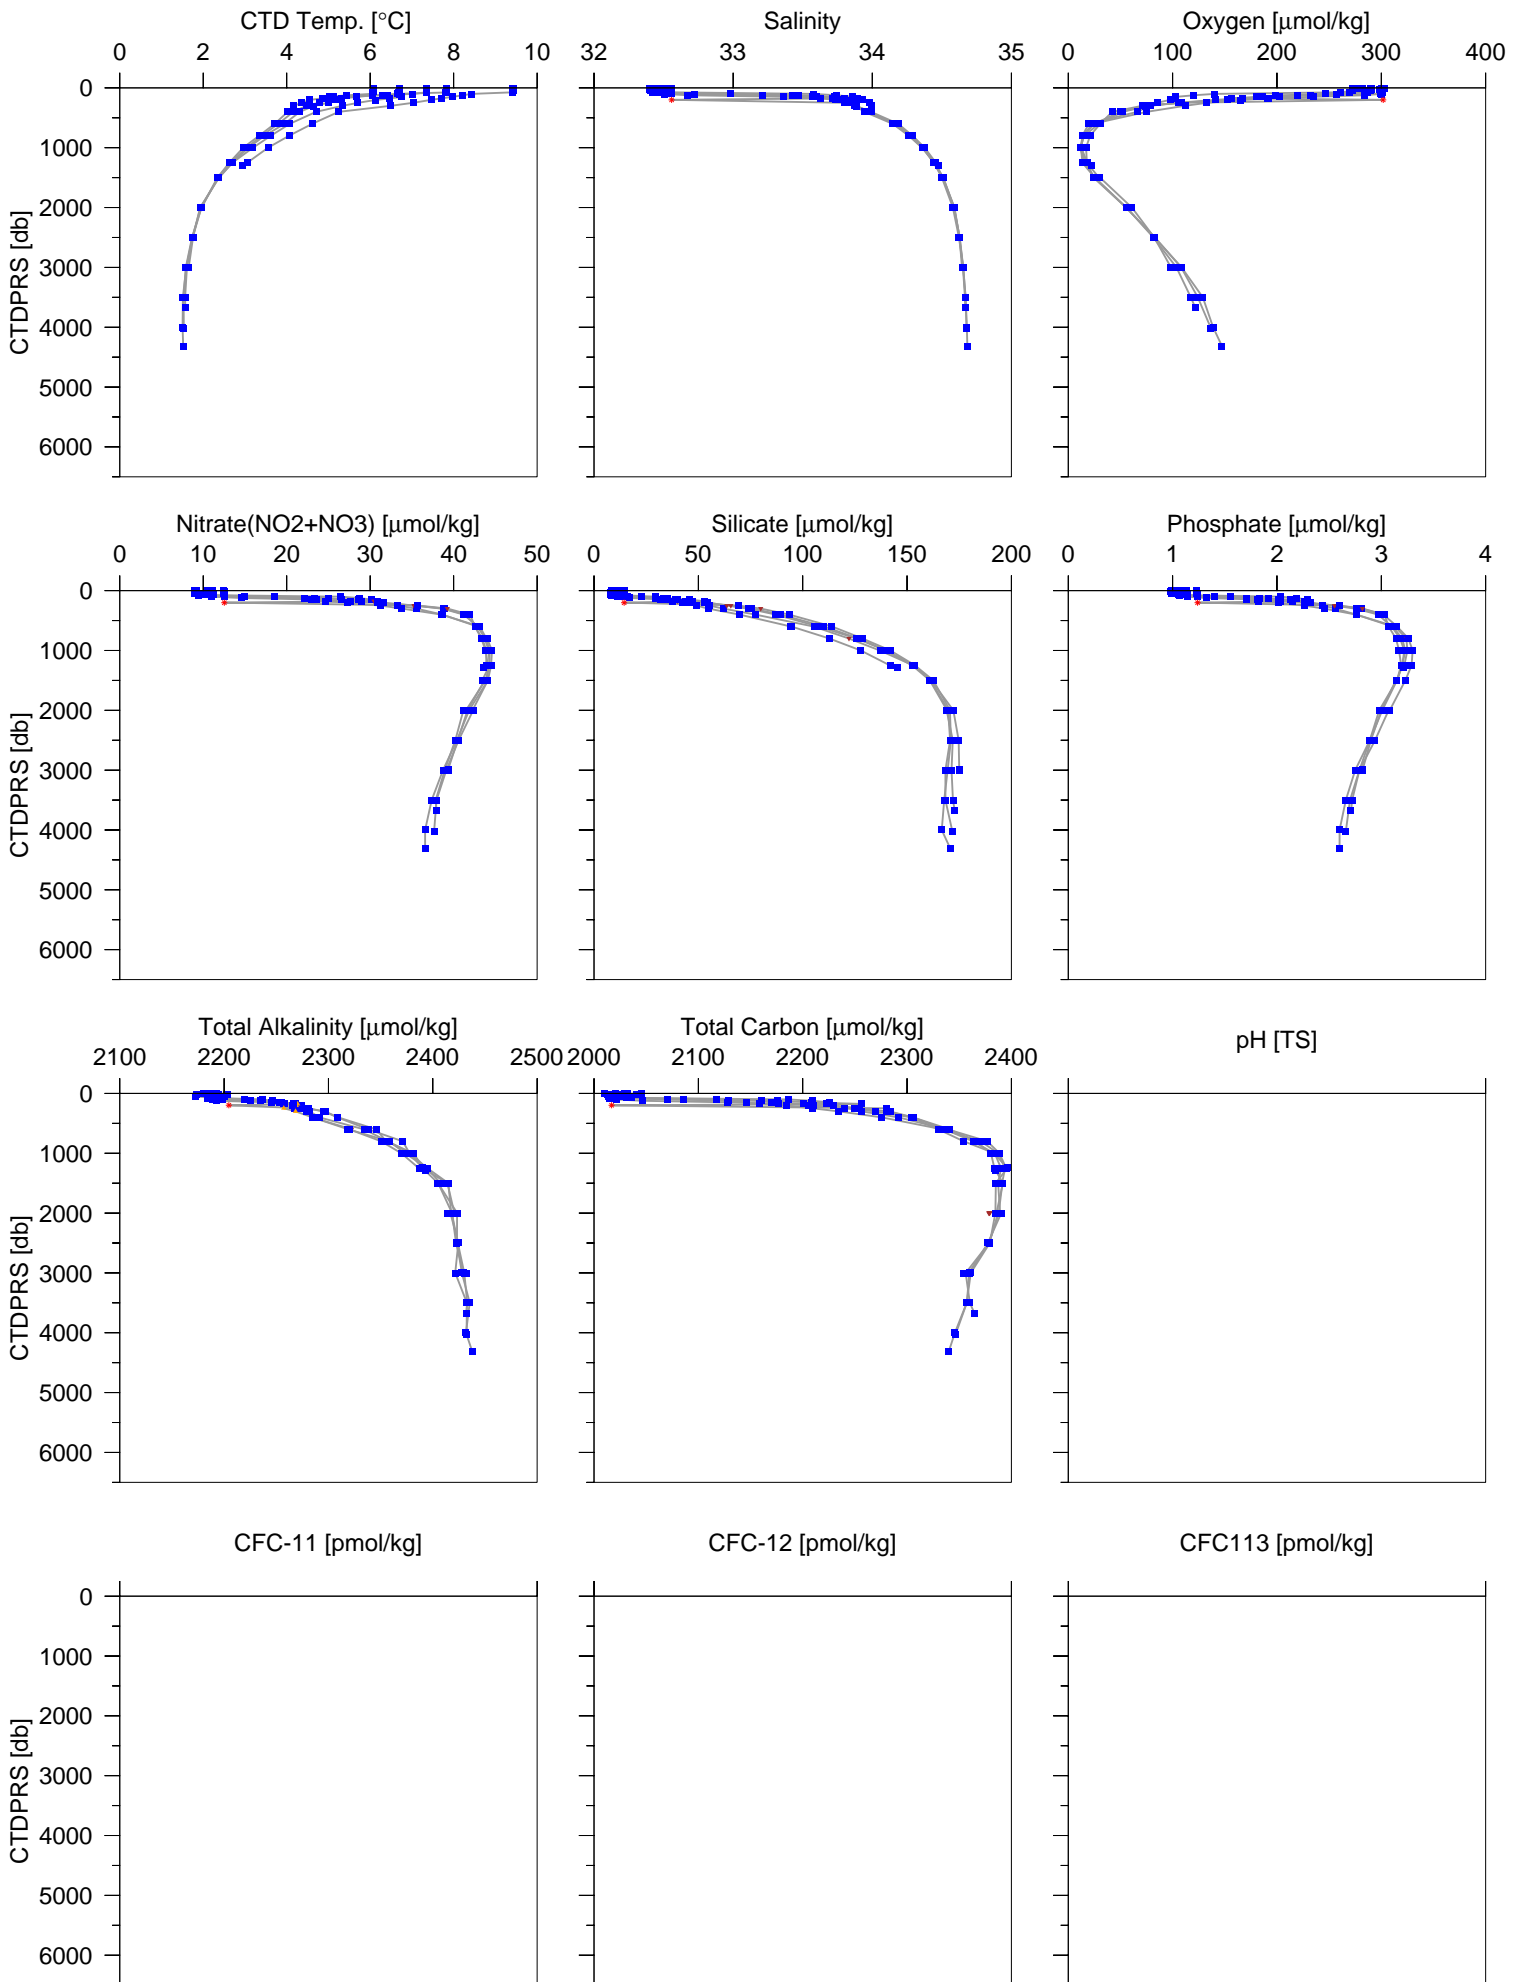 CTD Temp. [°C] Salinity Oxygen [μmol/kg]
0 2 4 6 8 10 32 33 34 35 0 100 200 300 400
0
1000
2000
3000
4000
5000
6000
CTDPRS [db]
Nitrate(NO2+NO3) [μmol/kg] Silicate [μmol/kg] Phosphate [μmol/kg]
0 10 20 30 40 50 0 50 100 150 200 0 1 2 3 4
0
1000
2000
3000
4000
5000
6000
CTDPRS [db]
Total Alkalinity [μmol/kg] Total Carbon [μmol/kg] pH [TS]
2100 2200 2300 2400 2500 2000 2100 2200 2300 2400
0
1000
2000
3000
4000
5000
6000
CTDPRS [db]
CFC-11 [pmol/kg] CFC-12 [pmol/kg] CFC113 [pmol/kg]
0
1000
2000
3000
4000
5000
6000
CTDPRS [db]